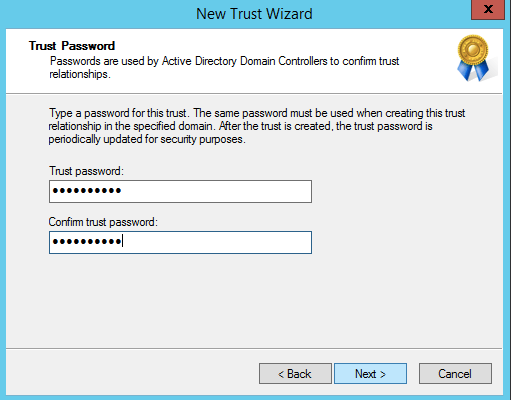 New Trust Wizard
x
Trust Password
Passwords are used by Active Directory Domain Controllers to confirm trust
relationships.
Type a password for this trust. The same password must be used when creating this trust
relationship in the specified domain. After the trust is created, the trust password is
periodically updated for security purposes.
Trust password:
●●●●●●●●●●
Confirm trust password:
●●●●●●●●●●
< Back
Next >
Cancel